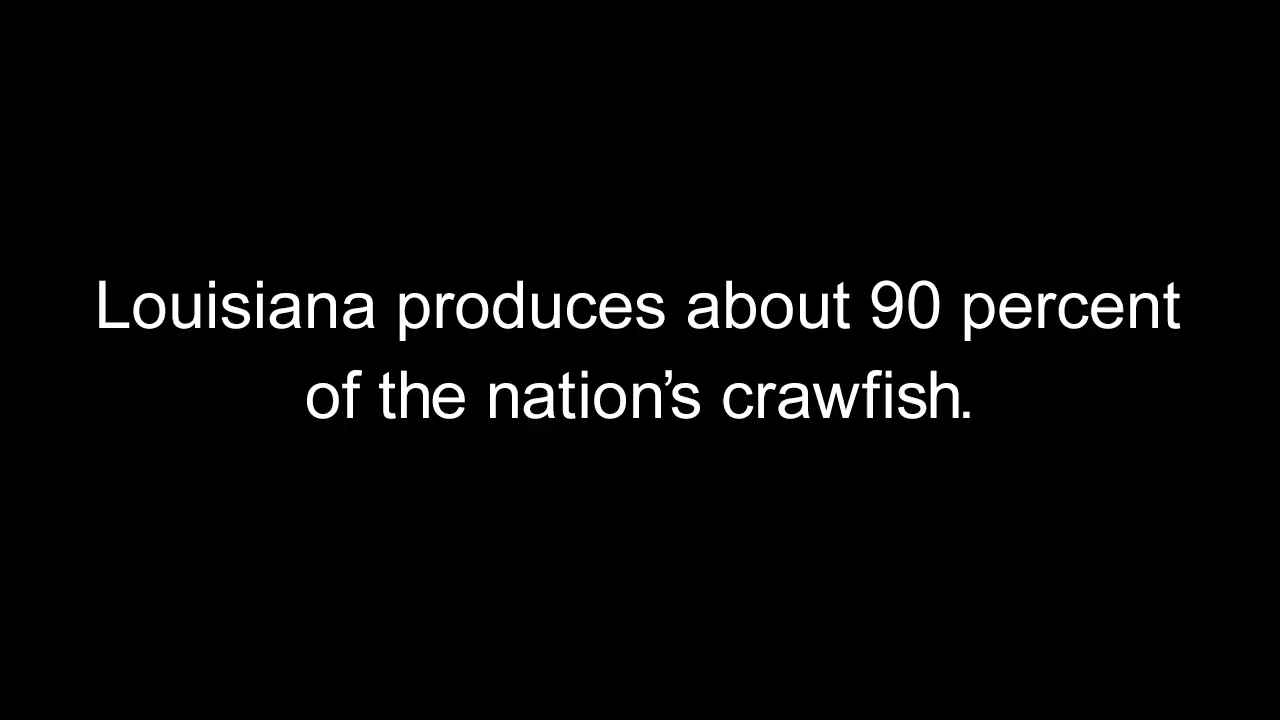 Louisiana produces about 90 percent
of the nation’s crawfish.